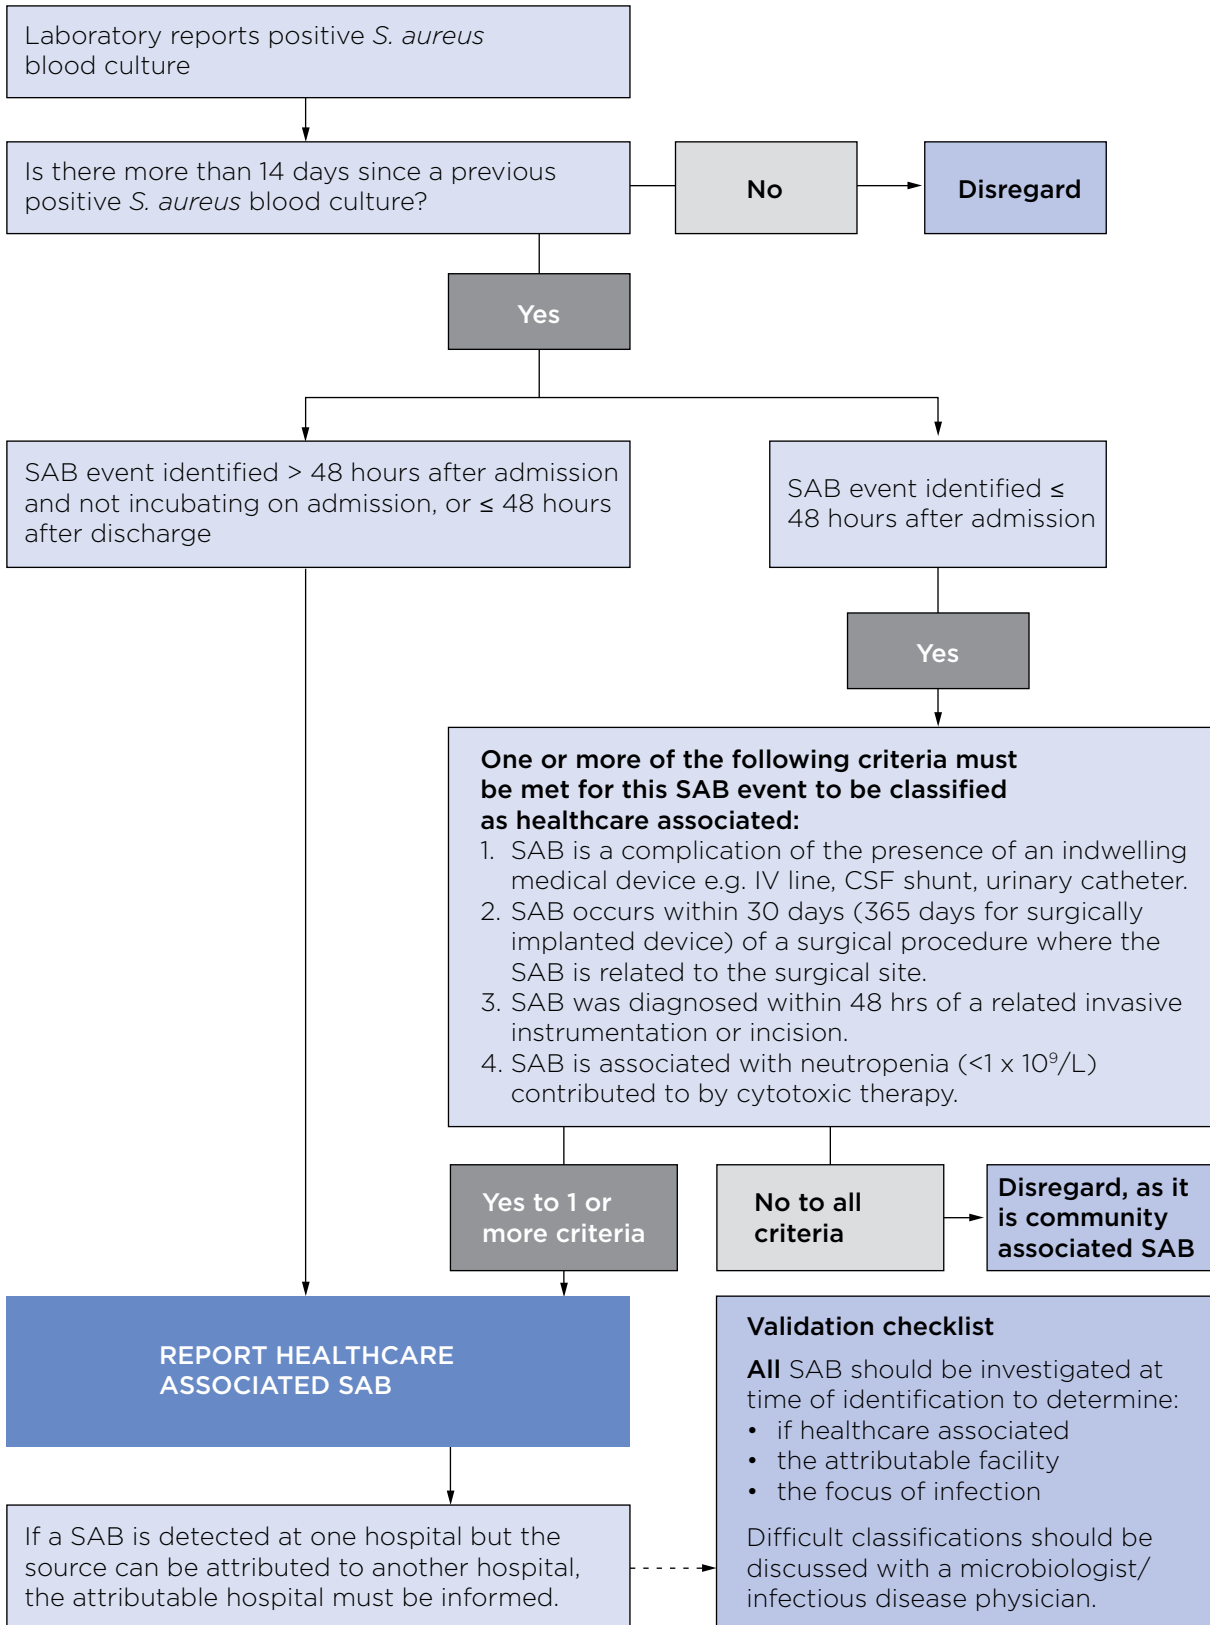 Laboratory reports positive S. aureus
blood culture
Is there more than 14 days since a previous
positive S. aureus blood culture?
No
Disregard
Yes
SAB event identified > 48 hours after admission
and not incubating on admission, or ≤ 48 hours
after discharge
SAB event identified ≤
48 hours after admission
Yes
One or more of the following criteria must
be met for this SAB event to be classified
as healthcare associated:
1. SAB is a complication of the presence of an indwelling
medical device e.g. IV line, CSF shunt, urinary catheter.
2. SAB occurs within 30 days (365 days for surgically
implanted device) of a surgical procedure where the
SAB is related to the surgical site.
3. SAB was diagnosed within 48 hrs of a related invasive
instrumentation or incision.
4. SAB is associated with neutropenia (<1 x 10⁹/L)
contributed to by cytotoxic therapy.
Yes to 1 or
more criteria
No to all
criteria
Disregard, as it
is community
associated SAB
REPORT HEALTHCARE
ASSOCIATED SAB
Validation checklist
All SAB should be investigated at
time of identification to determine:
• if healthcare associated
• the attributable facility
• the focus of infection
Difficult classifications should be
discussed with a microbiologist/
infectious disease physician.
If a SAB is detected at one hospital but the
source can be attributed to another hospital,
the attributable hospital must be informed.